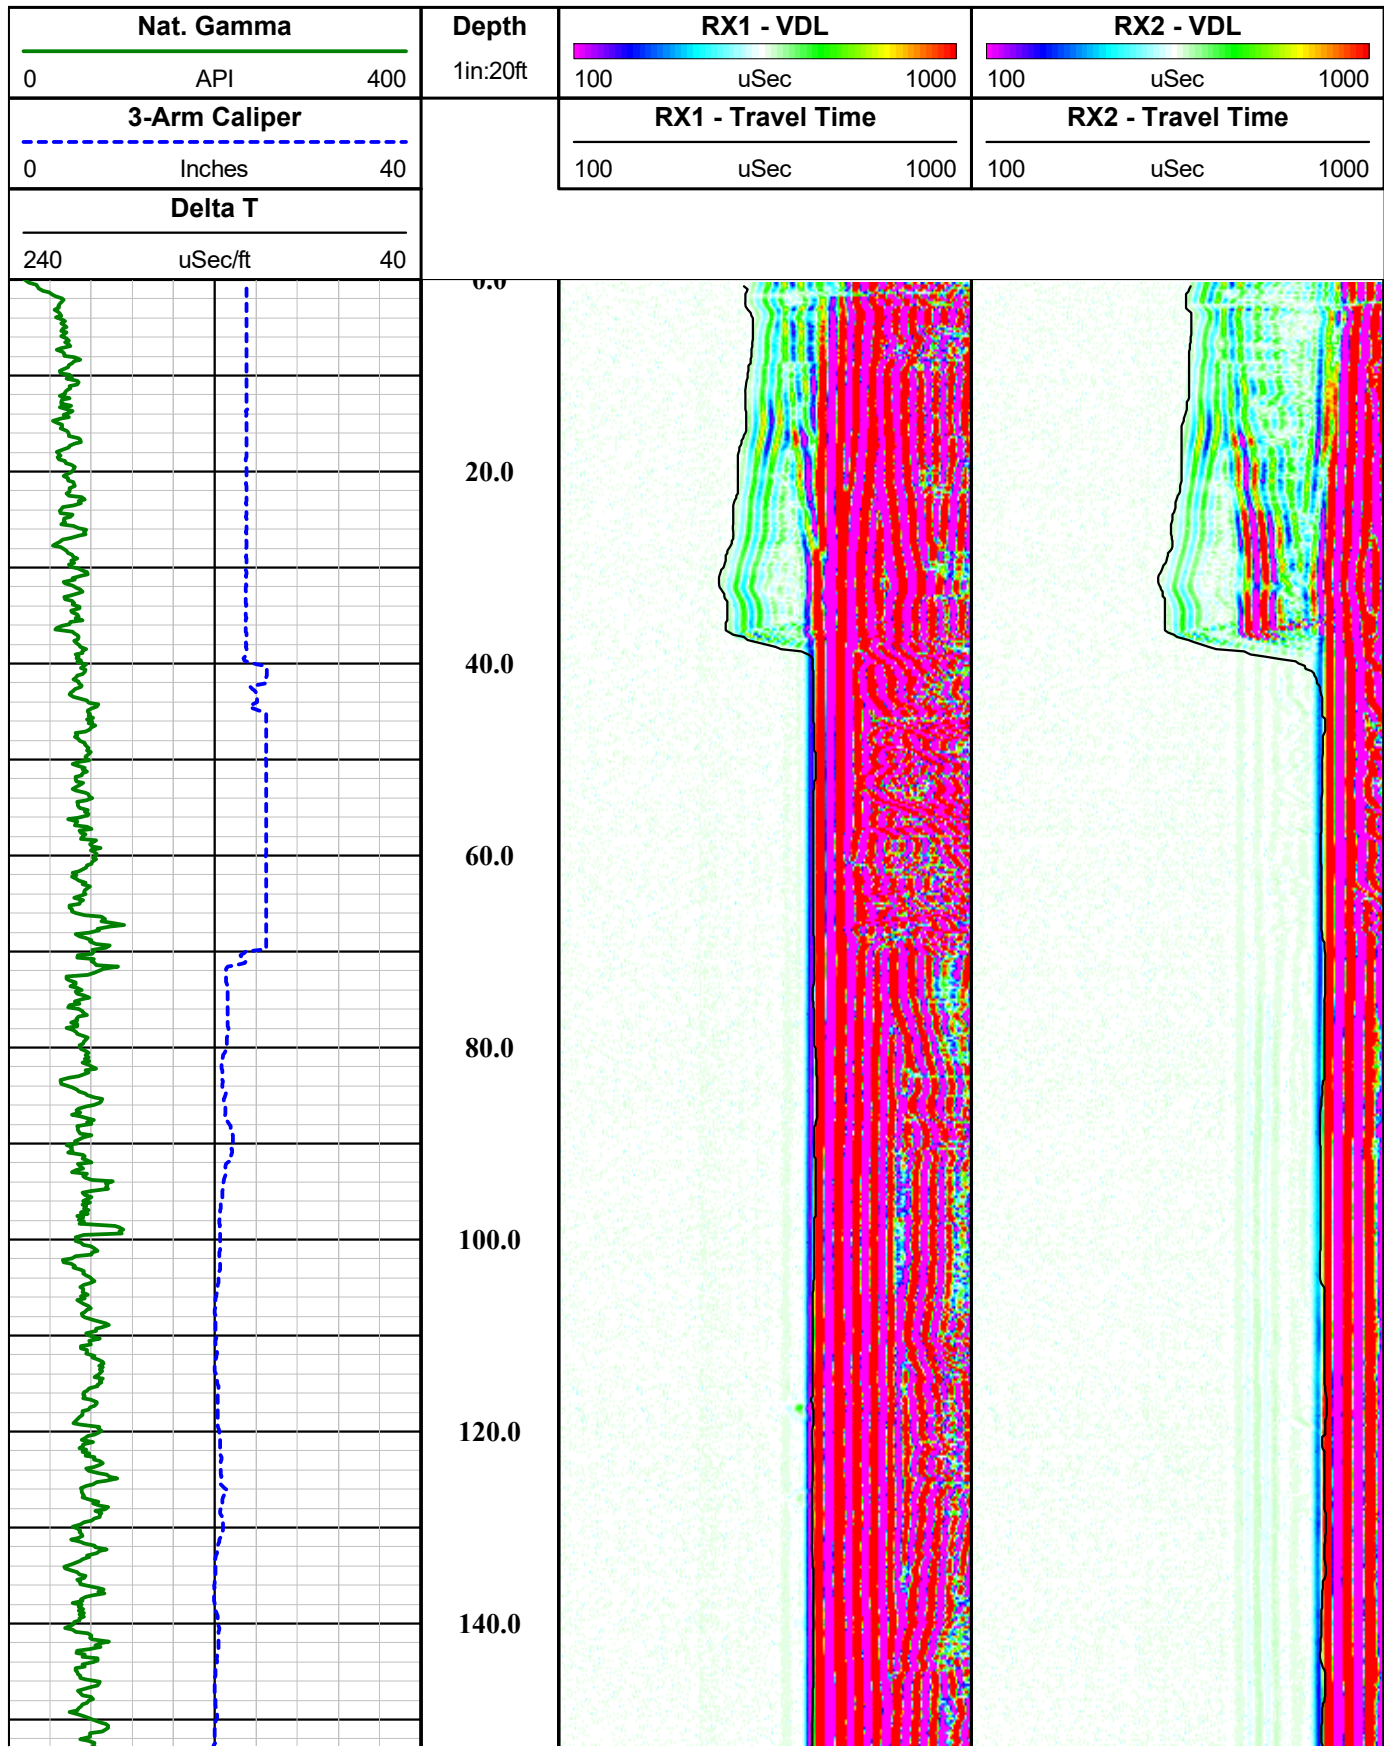 Nat. Gamma
0 API 400
3-Arm Caliper
0 Inches 40
Delta T
240 uSec/ft 40
Depth
1in:20ft
RX1 - VDL
100 uSec 1000
RX1 - Travel Time
100 uSec 1000
RX2 - VDL
100 uSec 1000
RX2 - Travel Time
100 uSec 1000
0.0
20.0
40.0
60.0
80.0
100.0
120.0
140.0